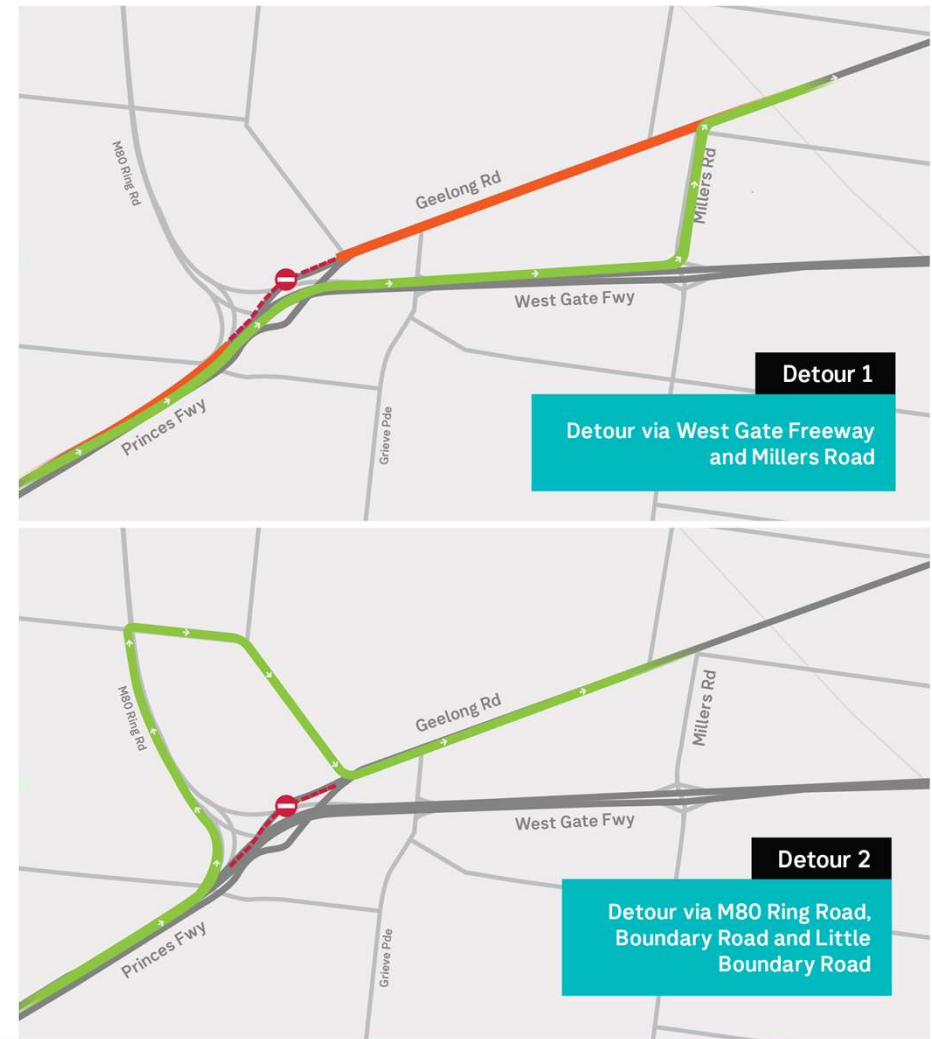 M80 Ring Rd
Geelong Rd
Millers Rd
West Gate Fwy
Princes Fwy
Grieve Pde
Detour 1
Detour via West Gate Freeway
and Millers Road
M80 Ring Rd
Geelong Rd
Millers Rd
West Gate Fwy
Princes Fwy
Grieve Pde
Detour 2
Detour via M80 Ring Road,
Boundary Road and Little
Boundary Road